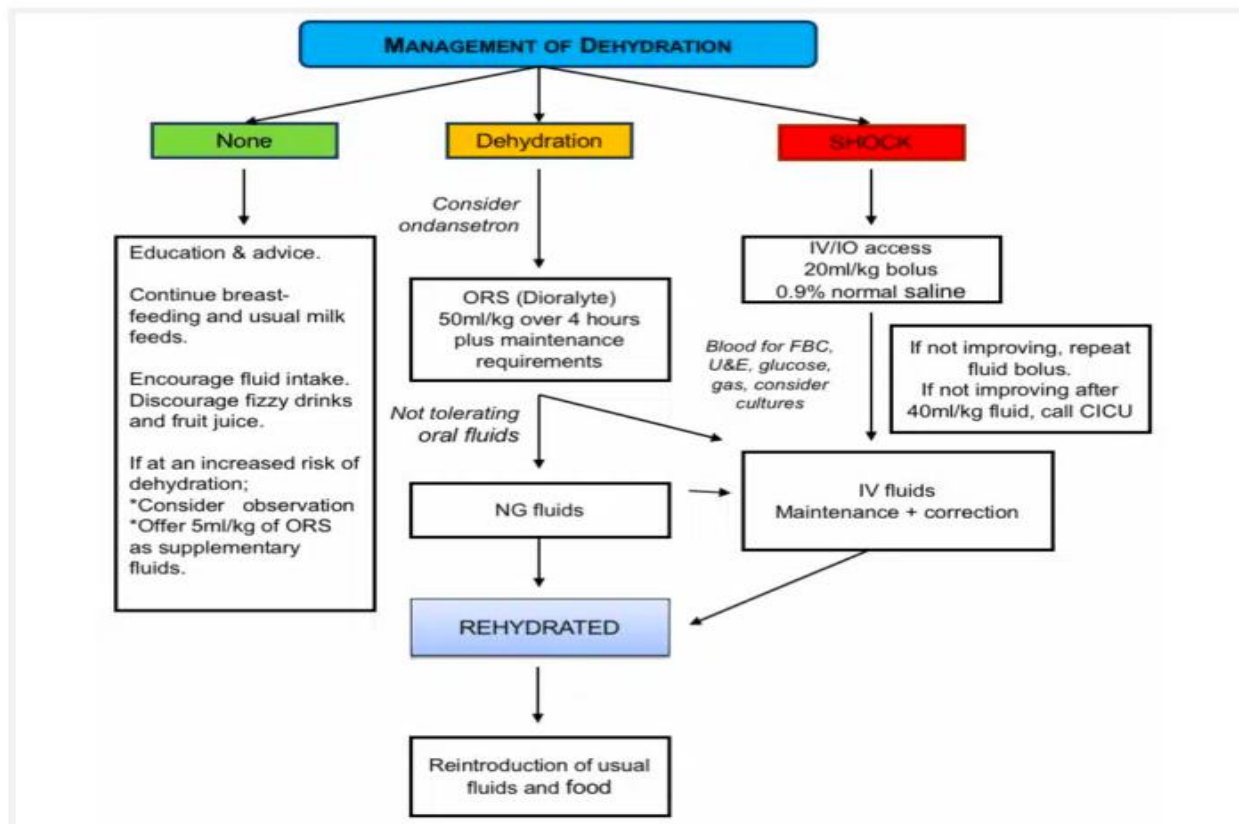 MANAGEMENT OF DEHYDRATION
None
Dehydration
SHOCK
Education & advice.
Continue breast-
feeding and usual milk
feeds.
Encourage fluid intake.
Discourage fizzy drinks
and fruit juice.
If at an increased risk of
dehydration;
*Consider observation
*Offer 5ml/kg of ORS
as supplementary
fluids.
Consider
ondansetron
ORS (Dioralyte)
50ml/kg over 4 hours
plus maintenance
requirements
Not tolerating
oral fluids
NG fluids
IV/IO access
20ml/kg bolus
0.9% normal saline
Blood for FBC,
U&E, glucose,
gas, consider
cultures
If not improving, repeat
fluid bolus.
If not improving after
40ml/kg fluid, call CICU
IV fluids
Maintenance + correction
REHYDRATED
Reintroduction of usual
fluids and food